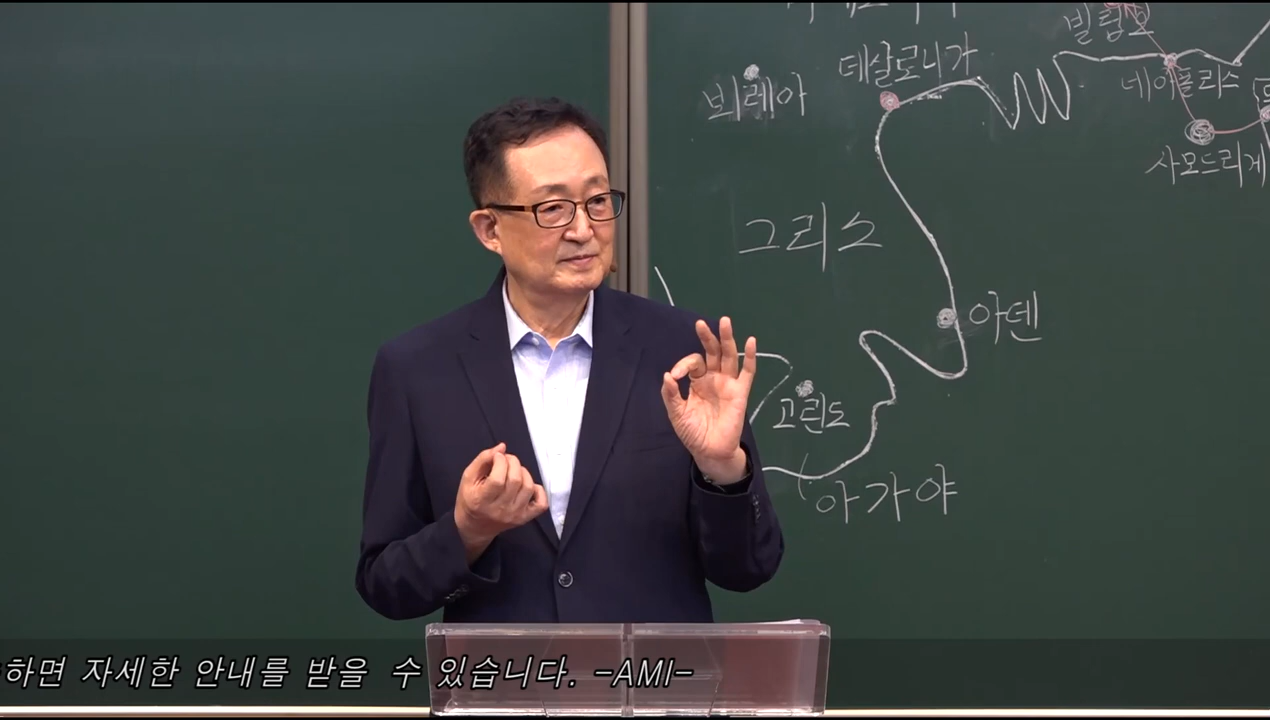 빌립보
데살로니가
뵈레아
네아폴리스
사모드라게
그리스
아덴
고린도
아가야
하면 자세한 안내를 받을 수 있습니다. -AMI-